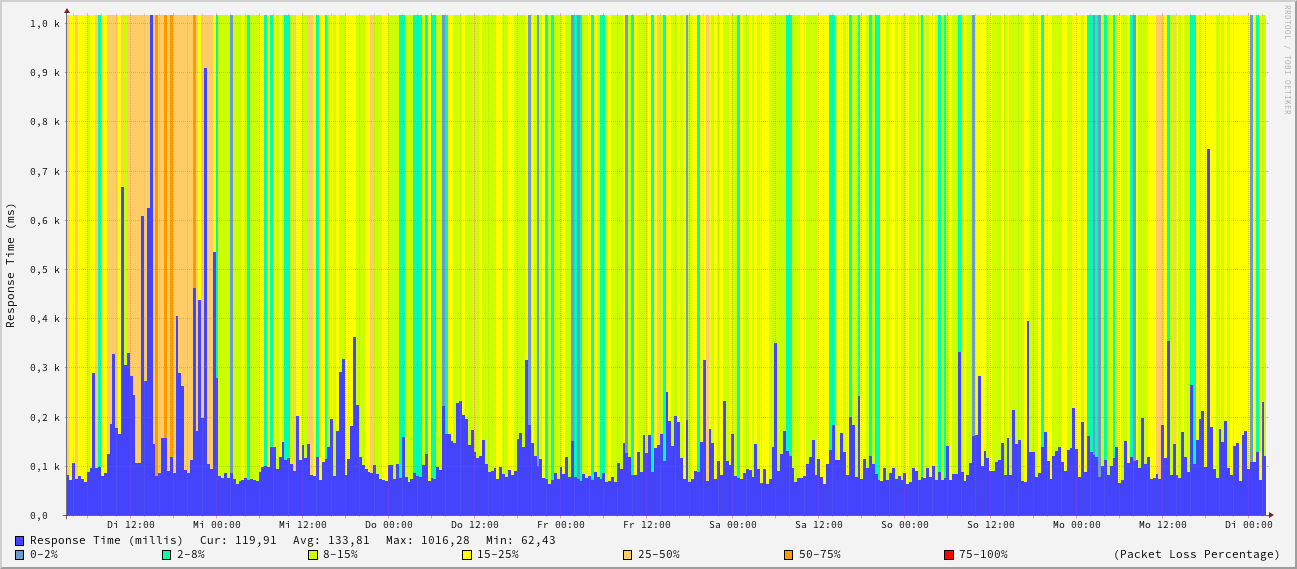 RRDTOOL / TOBI OETIKER
Response Time (ms)
1,0 k
0,9 k
0,8 k
0,7 k
0,6 k
0,5 k
0,4 k
0,3 k
0,2 k
0,1 k
0,0
Di 12:00 Mi 00:00 Mi 12:00 Do 00:00 Do 12:00 Fr 00:00 Fr 12:00 Sa 00:00 Sa 12:00 So 00:00 So 12:00 Mo 00:00 Mo 12:00 Di 00:00
Response Time (millis) Cur: 119,91 Avg: 133,81 Max: 1016,28 Min: 62,43
0-2% 2-8% 8-15% 15-25% 25-50% 50-75% 75-100% (Packet Loss Percentage)